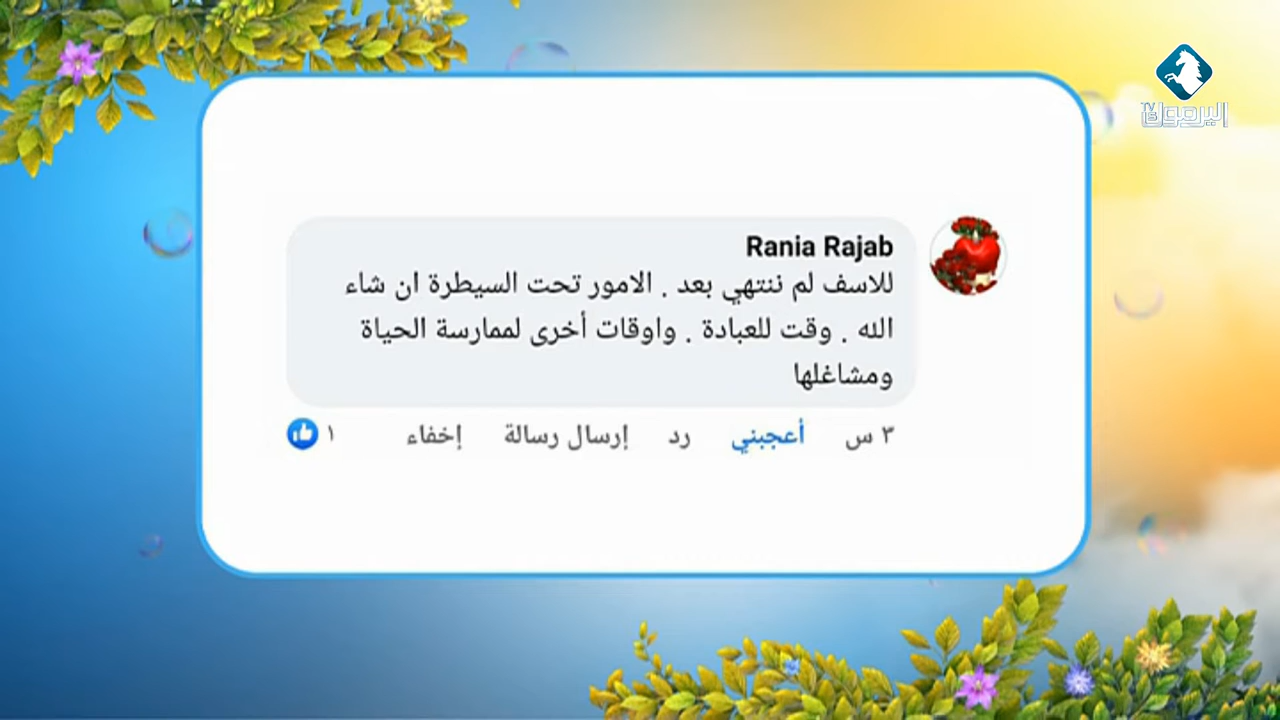 اليرموك
Rania Rajab
للاسف لم ننتهي بعد . الامور تحت السيطرة ان شاء
الله . وقت للعبادة . واوقات أخرى لممارسة الحياة
ومشاغلها
٣ س أعجبني رد إرسال رسالة إخفاء ١